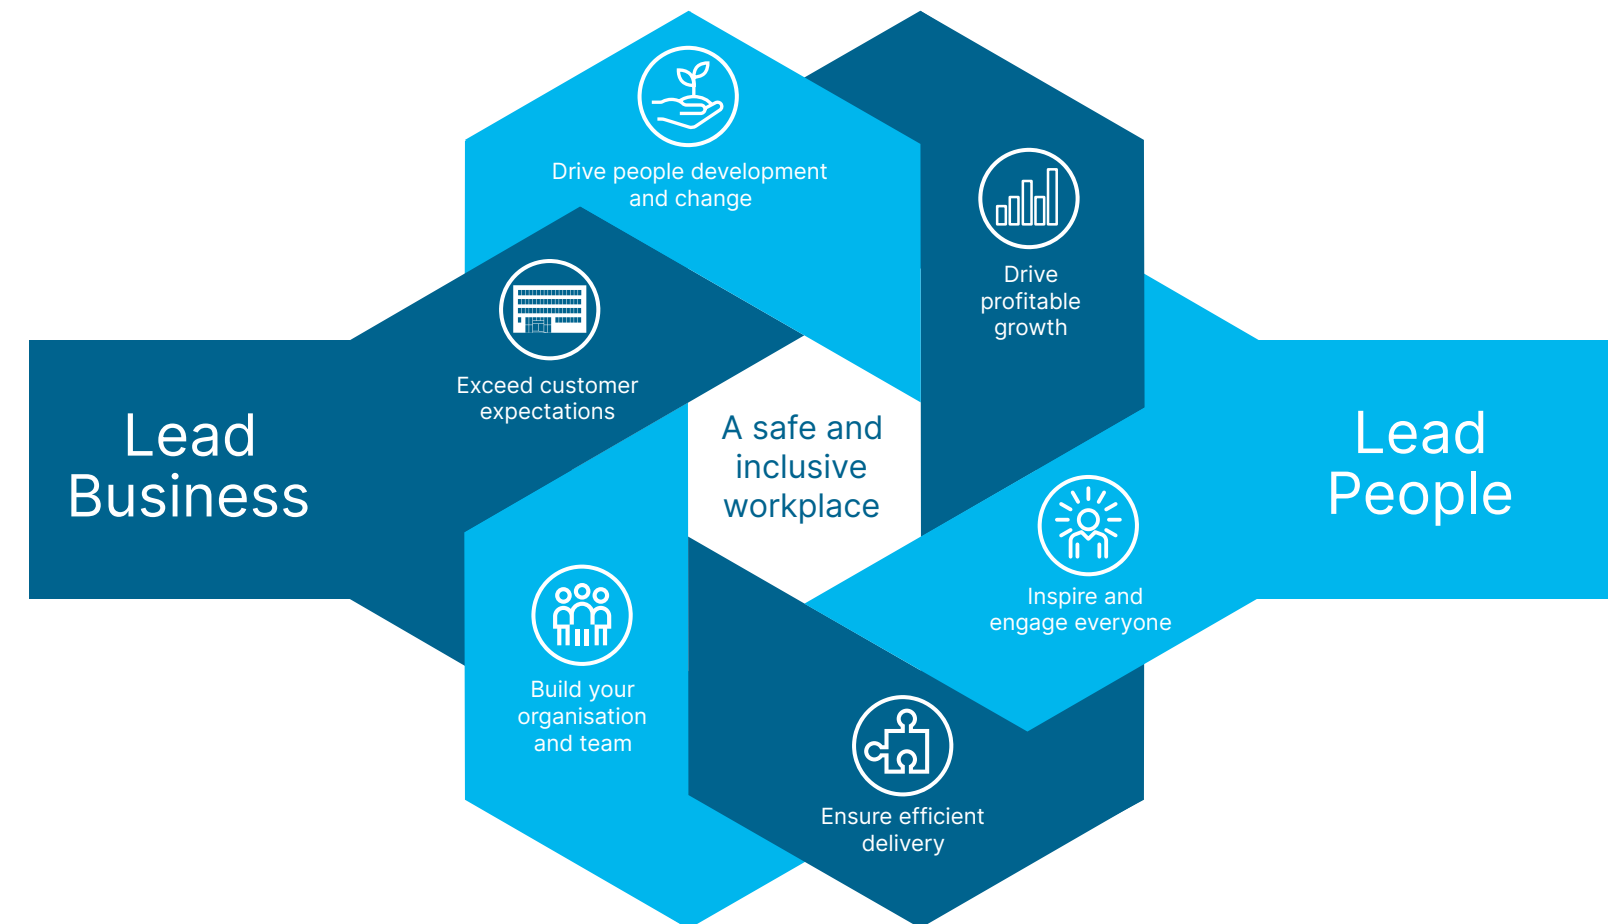 Drive people development
and change
Drive
profitable
growth
Exceed customer
expectations
Lead
Business
A safe and
inclusive
workplace
Lead
People
Inspire and
engage everyone
Build your
organisation
and team
Ensure efficient
delivery